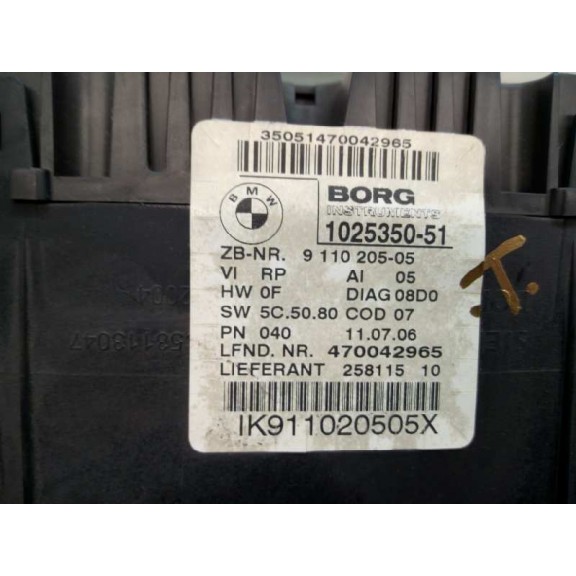 35051470042965
BMW
BORG
INSTRUMENTS
1025350-51
ZB-NR. 9 110 205-05
VI RP AI 05
HW 0F DIAG 08D0
SW 5C.50.80 COD 07
PN 040 11.07.06
LFND. NR. 470042965
LIEFERANT 258115 10
IK911020505X